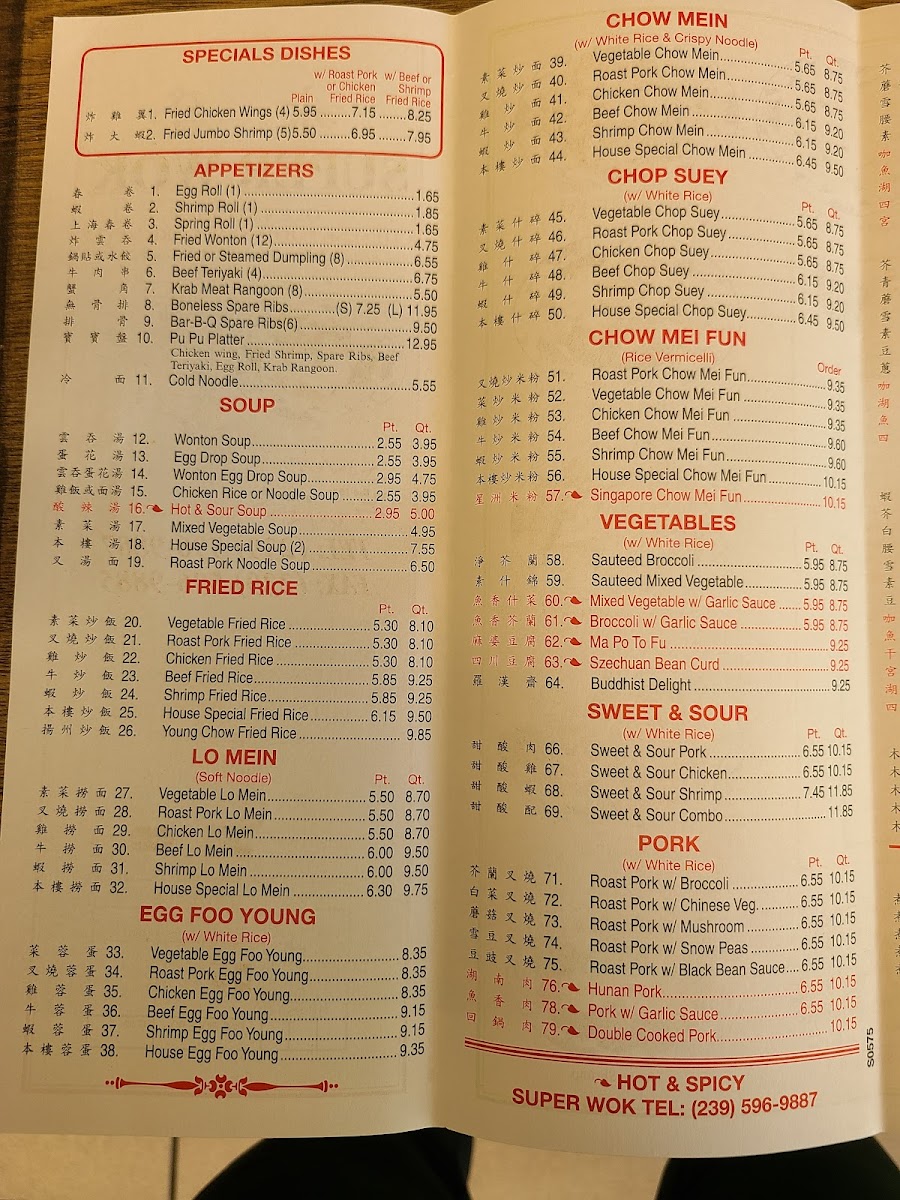 SPECIALS DISHES
w/ Roast Pork w/ Beef or
or Chicken Shrimp
Plain Fried Rice Fried Rice
炸雞翼1. Fried Chicken Wings (4) 5.95 ........7.15 ........8.25
炸大蝦2. Fried Jumbo Shrimp (5)5.50 ........6.95 ........7.95
APPETIZERS
春卷 1. Egg Roll (1) 1.65
蝦卷 2. Shrimp Roll (1) 1.85
上海春卷 3. Spring Roll (1) 1.65
炸雲吞 4. Fried Wonton (12) 4.75
鍋貼或水餃 5. Fried or Steamed Dumpling (8) 6.55
牛肉串 6. Beef Teriyaki (4) 6.75
蟹角 7. Krab Meat Rangoon (8) 5.50
無骨排 8. Boneless Spare Ribs (S) 7.25 (L) 11.95
排骨 9. Bar-B-Q Spare Ribs(6) 9.50
寶寶盤 10. Pu Pu Platter 12.95
Chicken wing, Fried Shrimp, Spare Ribs, Beef
Teriyaki, Egg Roll, Krab Rangoon.
冷面 11. Cold Noodle 5.55
SOUP
Pt. Qt.
雲吞湯 12. Wonton Soup 2.55 3.95
蛋花湯 13. Egg Drop Soup 2.55 3.95
雲吞蛋花湯 14. Wonton Egg Drop Soup 2.95 4.75
雞飯或面湯 15. Chicken Rice or Noodle Soup 2.55 3.95
酸辣湯 16. Hot & Sour Soup 2.95 5.00
素菜湯 17. Mixed Vegetable Soup 4.95
本樓湯 18. House Special Soup (2) 7.55
叉湯面 19. Roast Pork Noodle Soup 6.50
FRIED RICE
Pt. Qt.
素菜炒飯 20. Vegetable Fried Rice 5.30 8.10
叉燒炒飯 21. Roast Pork Fried Rice 5.30 8.10
雞炒飯 22. Chicken Fried Rice 5.30 8.10
牛炒飯 23. Beef Fried Rice 5.85 9.25
蝦炒飯 24. Shrimp Fried Rice 5.85 9.25
本樓炒飯 25. House Special Fried Rice 6.15 9.50
揚州炒飯 26. Young Chow Fried Rice 9.85
LO MEIN
(Soft Noodle) Pt. Qt.
素菜撈面 27. Vegetable Lo Mein 5.50 8.70
叉燒撈面 28. Roast Pork Lo Mein 5.50 8.70
雞撈面 29. Chicken Lo Mein 5.50 8.70
牛撈面 30. Beef Lo Mein 6.00 9.50
蝦撈面 31. Shrimp Lo Mein 6.00 9.50
本樓撈面 32. House Special Lo Mein 6.30 9.75
EGG FOO YOUNG
(w/ White Rice)
菜蓉蛋 33. Vegetable Egg Foo Young 8.35
叉燒蓉蛋 34. Roast Pork Egg Foo Young 8.35
雞蓉蛋 35. Chicken Egg Foo Young 8.35
牛蓉蛋 36. Beef Egg Foo Young 9.15
蝦蓉蛋 37. Shrimp Egg Foo Young 9.15
本樓蓉蛋 38. House Egg Foo Young 9.35
CHOW MEIN
(w/ White Rice & Crispy Noodle) Pt. Qt.
素菜炒面 39. Vegetable Chow Mein 5.65 8.75
叉燒炒面 40. Roast Pork Chow Mein 5.65 8.75
雞炒面 41. Chicken Chow Mein 5.65 8.75
牛炒面 42. Beef Chow Mein 6.15 9.20
蝦炒面 43. Shrimp Chow Mein 6.15 9.20
本樓炒面 44. House Special Chow Mein 6.45 9.50
CHOP SUEY
(w/ White Rice) Pt. Qt.
素菜什碎 45. Vegetable Chop Suey 5.65 8.75
叉燒什碎 46. Roast Pork Chop Suey 5.65 8.75
雞什碎 47. Chicken Chop Suey 5.65 8.75
牛什碎 48. Beef Chop Suey 6.15 9.20
蝦什碎 49. Shrimp Chop Suey 6.15 9.20
本樓什碎 50. House Special Chop Suey 6.45 9.50
CHOW MEI FUN
(Rice Vermicelli) Order
叉燒炒米粉 51. Roast Pork Chow Mei Fun 9.35
菜炒米粉 52. Vegetable Chow Mei Fun 9.35
雞炒米粉 53. Chicken Chow Mei Fun 9.35
牛炒米粉 54. Beef Chow Mei Fun 9.60
蝦炒米粉 55. Shrimp Chow Mei Fun 9.60
本樓炒米粉 56. House Special Chow Mei Fun 10.15
星洲米粉 57. Singapore Chow Mei Fun 10.15
VEGETABLES
(w/ White Rice) Pt. Qt.
淨芥蘭 58. Sauteed Broccoli 5.95 8.75
素什錦 59. Sauteed Mixed Vegetable 5.95 8.75
魚香什菜 60. Mixed Vegetable w/ Garlic Sauce 5.95 8.75
魚香芥蘭 61. Broccoli w/ Garlic Sauce 5.95 8.75
麻婆豆腐 62. Ma Po To Fu 9.25
四川豆腐 63. Szechuan Bean Curd 9.25
羅漢齋 64. Buddhist Delight 9.25
SWEET & SOUR
(w/ White Rice) Pt. Qt.
甜酸肉 66. Sweet & Sour Pork 6.55 10.15
甜酸雞 67. Sweet & Sour Chicken 6.55 10.15
甜酸蝦 68. Sweet & Sour Shrimp 7.45 11.85
甜酸配 69. Sweet & Sour Combo 11.85
PORK
(w/ White Rice) Pt. Qt.
芥蘭叉燒 71. Roast Pork w/ Broccoli 6.55 10.15
白菜叉燒 72. Roast Pork w/ Chinese Veg. 6.55 10.15
蘑菇叉燒 73. Roast Pork w/ Mushroom 6.55 10.15
雪豆叉燒 74. Roast Pork w/ Snow Peas 6.55 10.15
豆豉叉燒 75. Roast Pork w/ Black Bean Sauce 6.55 10.15
湖南肉 76. Hunan Pork 6.55 10.15
魚香肉 78. Pork w/ Garlic Sauce 6.55 10.15
回鍋肉 79. Double Cooked Pork 10.15
HOT & SPICY
SUPER WOK TEL: (239) 596-9887
S0575